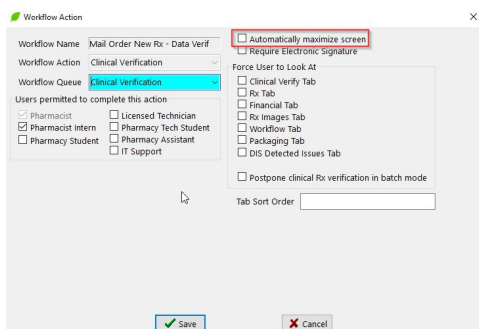 Workflow Action
Workflow Name Mail Order New Rx - Data Verif
Workflow Action Clinical Verification
Workflow Queue Clinical Verification
Users permitted to complete this action
Pharmacist Licensed Technician
Pharmacist Intern Pharmacy Tech Student
Pharmacy Student Pharmacy Assistant
IT Support
Automatically maximize screen
Require Electronic Signature
Force User to Look At
Clinical Verify Tab
Rx Tab
Financial Tab
Rx Images Tab
Workflow Tab
Packaging Tab
DIS Detected Issues Tab
Postpone clinical Rx verification in batch mode
Tab Sort Order
Save Cancel